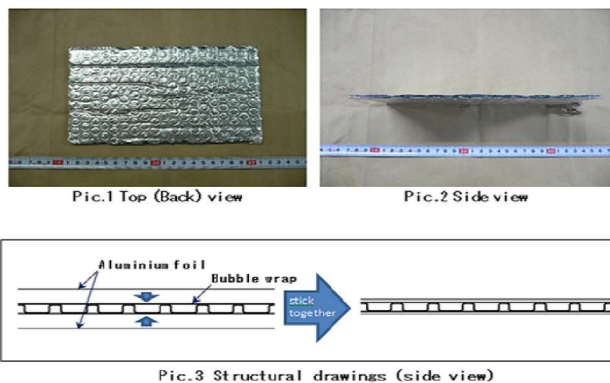 Pic.1 Top (Back) view
Pic.2 Side view
Aluminium foil
Bubble wrap
stick
together
Pic.3 Structural drawings (side view)